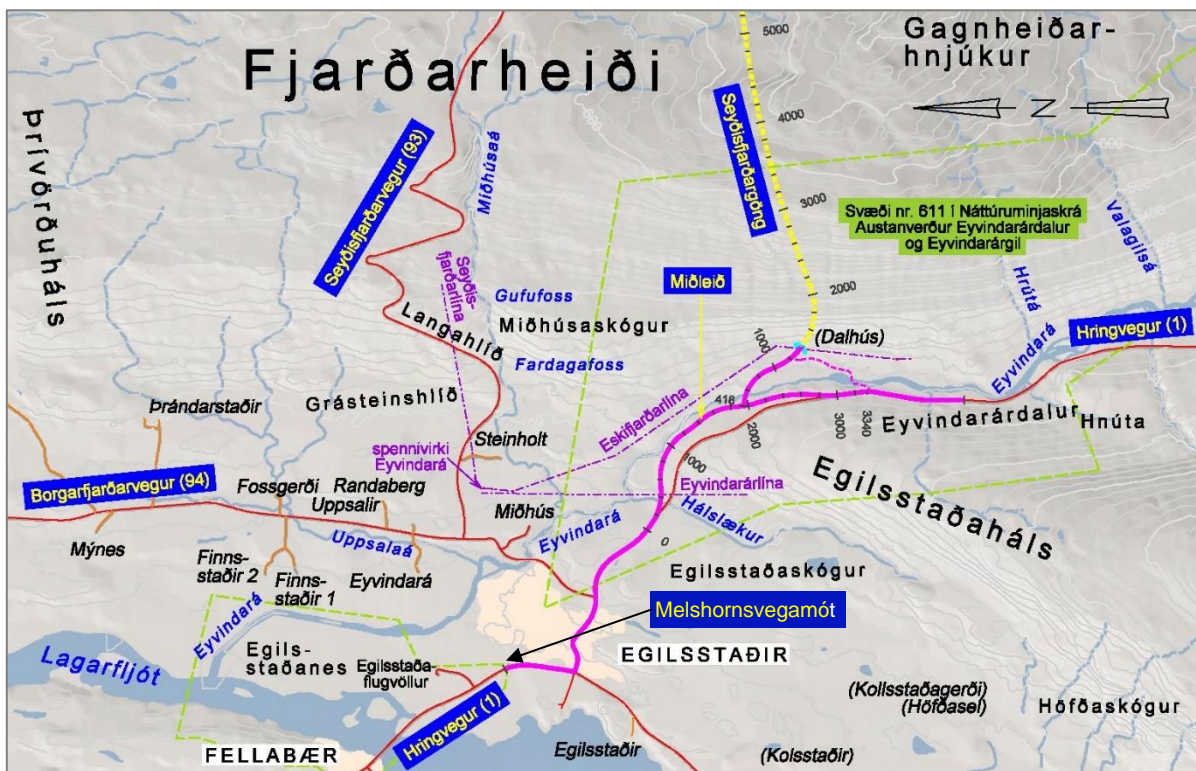 Fjarðarheiði
Gagnheiðar-
hnjúkur
N
Þrívörðuháls
Seyðisfjarðarvegur (93)
Miðhúsaá
Seyðisfjarðargöng
5000
4000
3000
2000
1000
600
600
Svæði nr. 611 í Náttúruminjaskrá
Austanverður Eyvindarárdalur
og Eyvindarárgil
Valagilsá
Hrútá
Eyvindará
Hringvegur (1)
Seyðis-
fjarðarlína
Gufufoss
Miðhúsaskógur
Miðleið
Langahlíð
Fardagafoss
(Dalhús)
Þrándarstaðir
Grásteinshlíð
Steinholt
Eskifjarðarlína
418
2000
3000
3340
1000
0
Eyvindarárdalur
Hnúta
spennivirki
Eyvindará
Borgarfjarðarvegur (94)
Fossgerði
Randaberg
Uppsalir
Miðhús
Eyvindará
Eyvindarárlína
Hálslækur
Egilsstaðaháls
Mýnes
Uppsalaá
Finns-
staðir 2
Finns-
staðir 1
Eyvindará
Egilsstaðaskógur
Melshornsvegamót
Eyvindará
Egils-
staðanes
Egilsstaða-
flugvöllur
EGILSSTAÐIR
Lagarfljót
Hringvegur (1)
FELLABÆR
Egilsstaðir
(Kollsstaðagerði)
(Höfðasel)
Höfðaskógur
(Kolsstaðir)